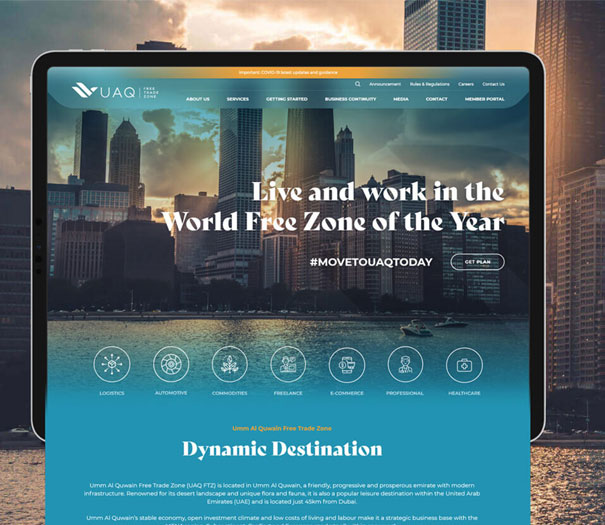 Important: COVID-19 latest updates and guidance
Announcement Rules & Regulations Careers Contact Us
UAQ FREE TRADE ZONE
ABOUT US SERVICES GETTING STARTED BUSINESS CONTINUITY MEDIA CONTACT MEMBER PORTAL
Live and work in the
World Free Zone of the Year
#MOVETOUAQTODAY GET PLAN
LOGISTICS AUTOMOTIVE COMMODITIES FREELANCE E-COMMERCE PROFESSIONAL HEALTHCARE
Umm Al Quwain Free Trade Zone
Dynamic Destination
Umm Al Quwain Free Trade Zone (UAQ FTZ) is located in Umm Al Quwain, a friendly, progressive and prosperous emirate with modern
infrastructure. Renowned for its desert landscape and unique flora and fauna, it is also a popular leisure destination within the United Arab
Emirates (UAE) and is located just 45km from Dubai.
Umm Al Quwain's stable economy, open investment climate and low costs of living and labour make it a strategic business base with the